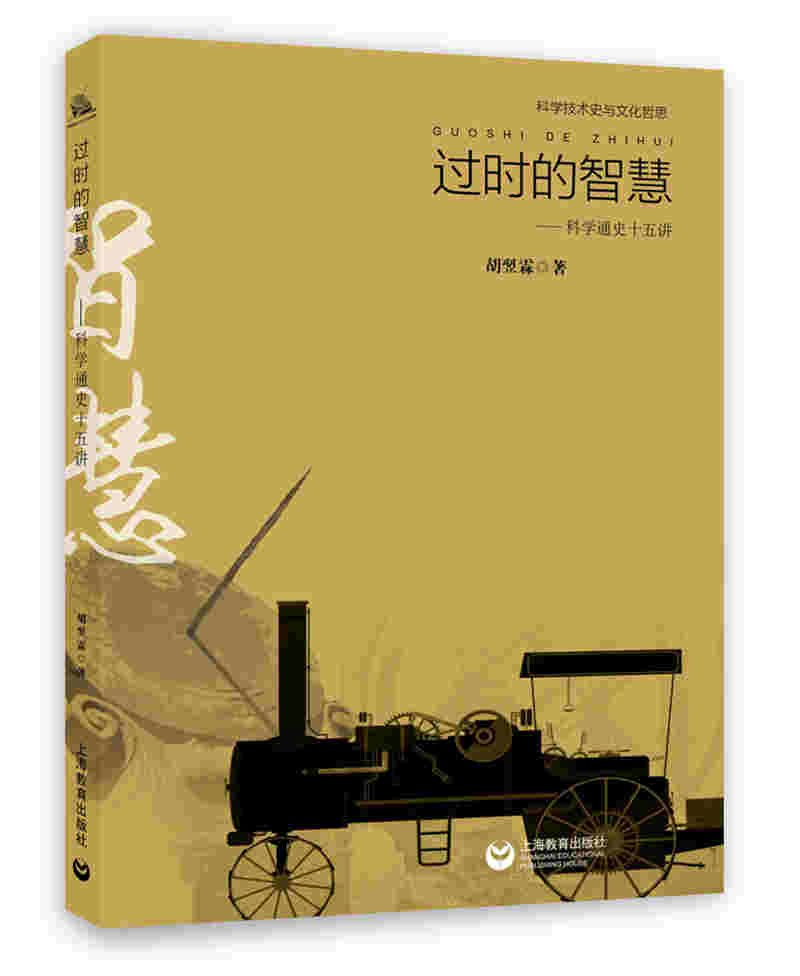 科学技术史与文化哲思
GUOSHI DE ZHIHUI
过时的智慧
——科学通史十五讲
胡翌霖◎著
上海教育出版社
SHANGHAI EDUCATIONAL
PUBLISHING HOUSE
过时的智慧
——科学通史十五讲
胡翌霖◎著
上海教育出版社
智慧